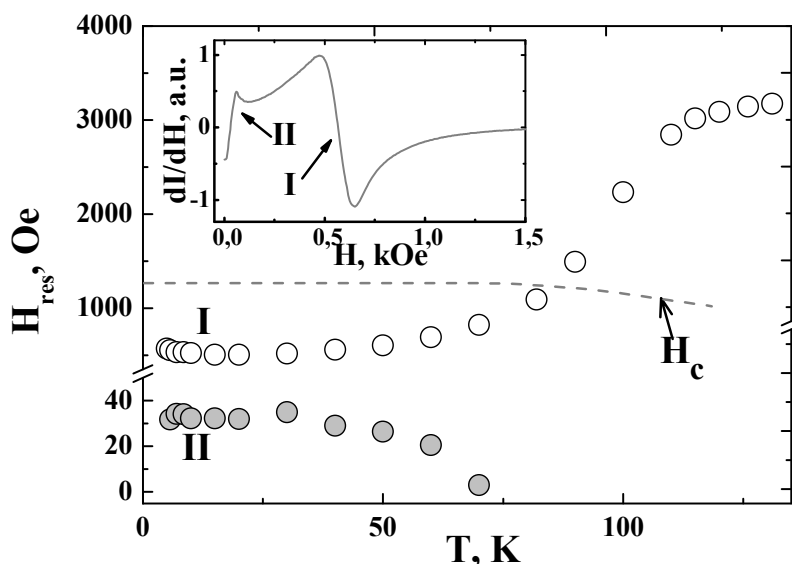 4000
3000
2000
1000
40
20
0
H_res, Oe
0
50
100
T, K
I
II
H_c
1
0
-1
dI/dH, a.u.
II
I
0,0
0,5
1,0
1,5
H, kOe